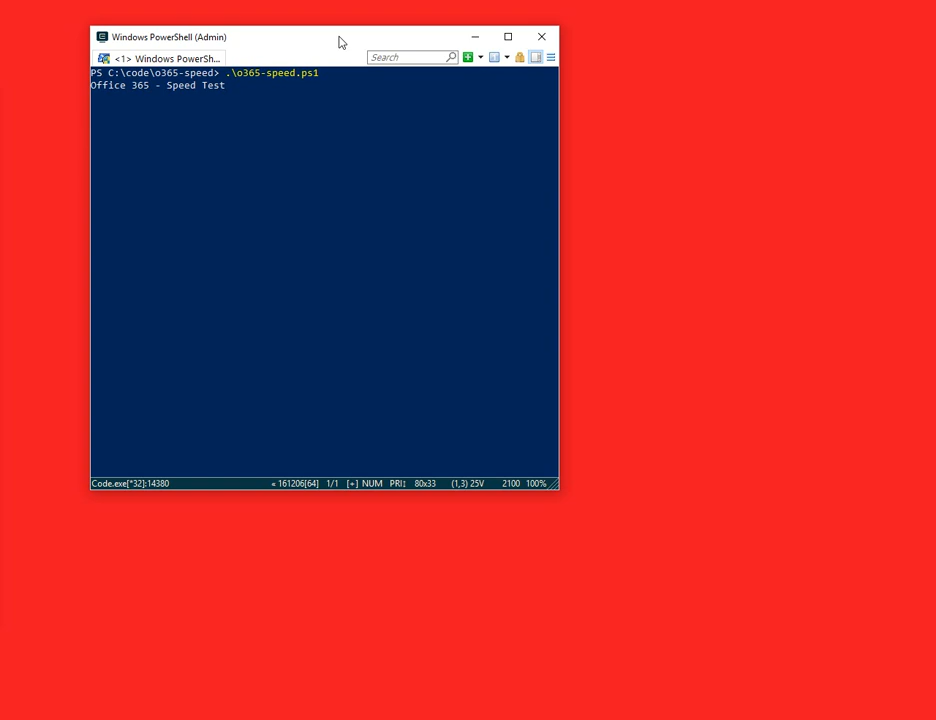 Windows PowerShell (Admin)
<1> Windows PowerSh...
Search
PS C:\code\o365-speed> .\o365-speed.ps1
Office 365 - Speed Test
Code.exe[*32]:14380
« 161206[64] 1/1 [+] NUM PRI↕ 80x33 (1,3) 25V 2100 100%